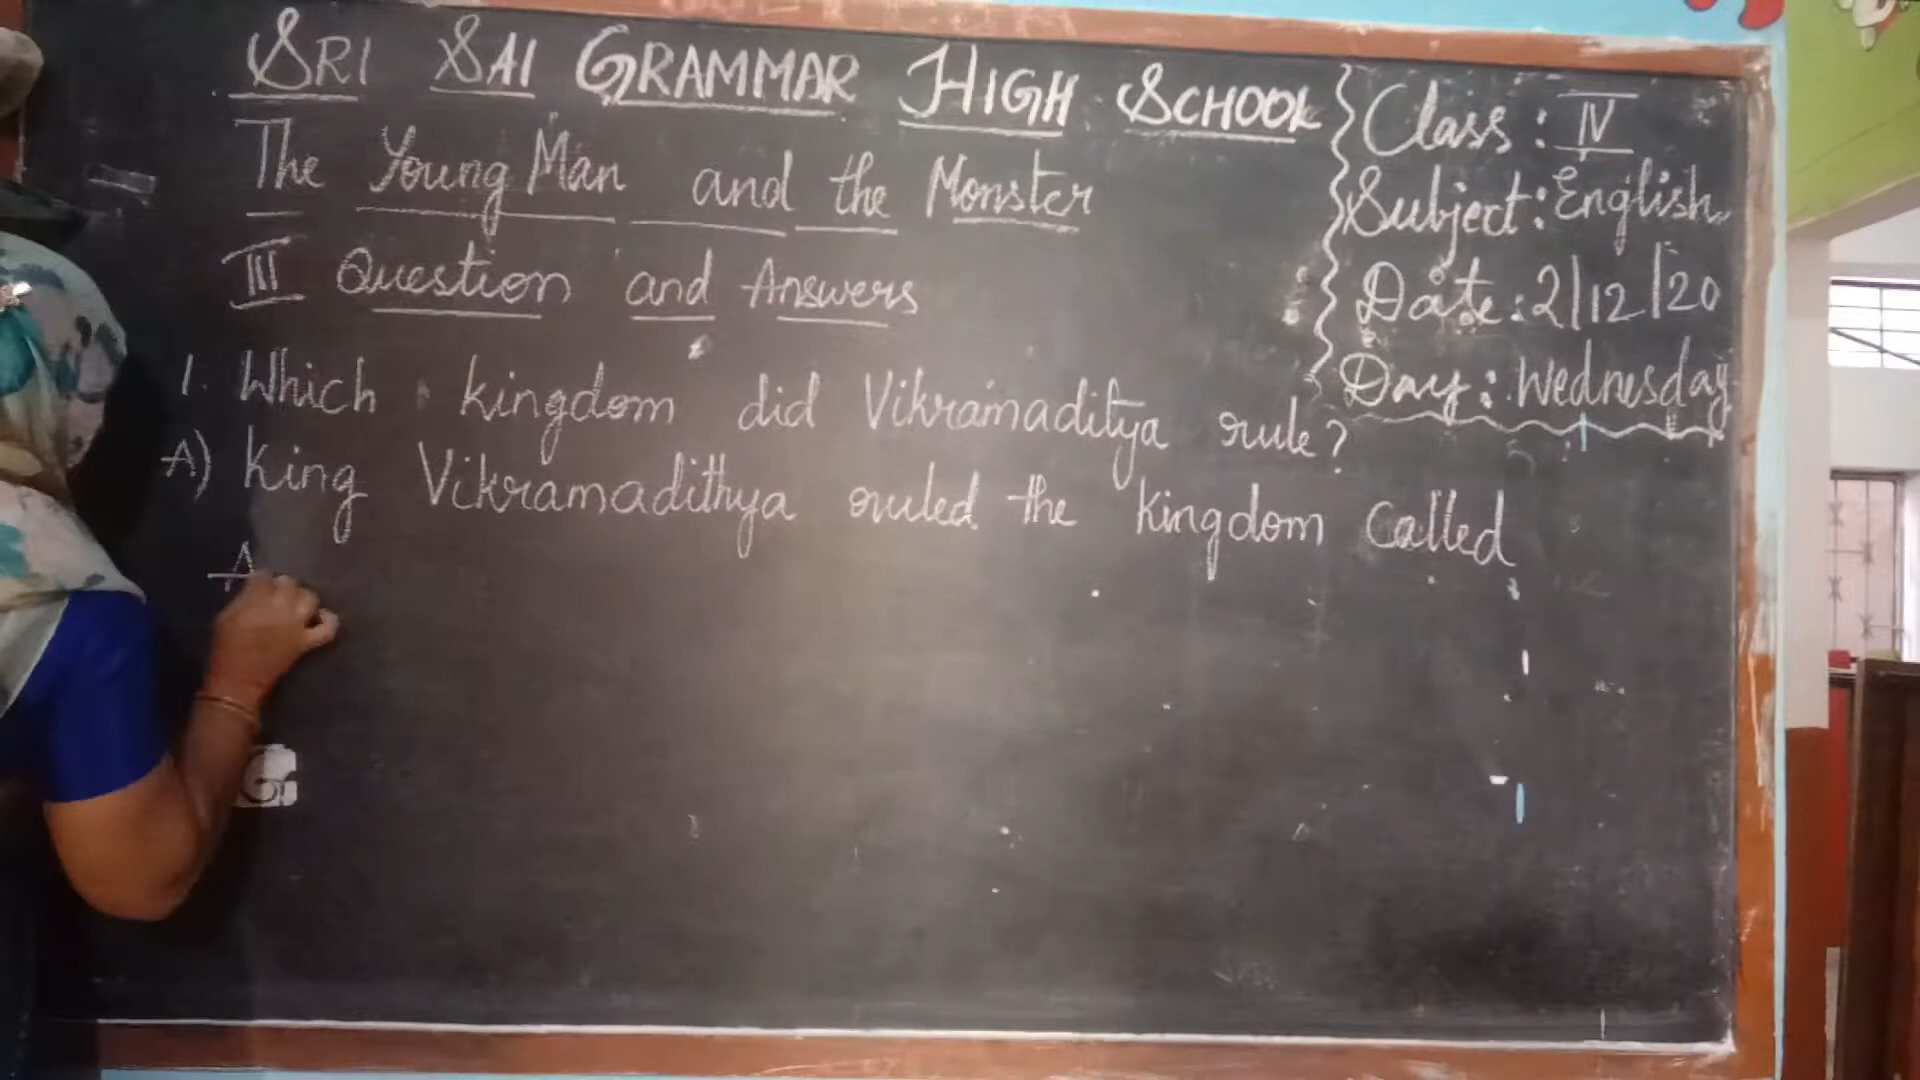 SRI SAI GRAMMAR HIGH SCHOOL
The Young Man and the Monster
III Question and Answers
1. Which kingdom did Vikramaditya rule?
A) King Vikramadithya ruled the kingdom called
A
Class: IV
Subject: English
Date: 2/12/20
Day: Wednesday